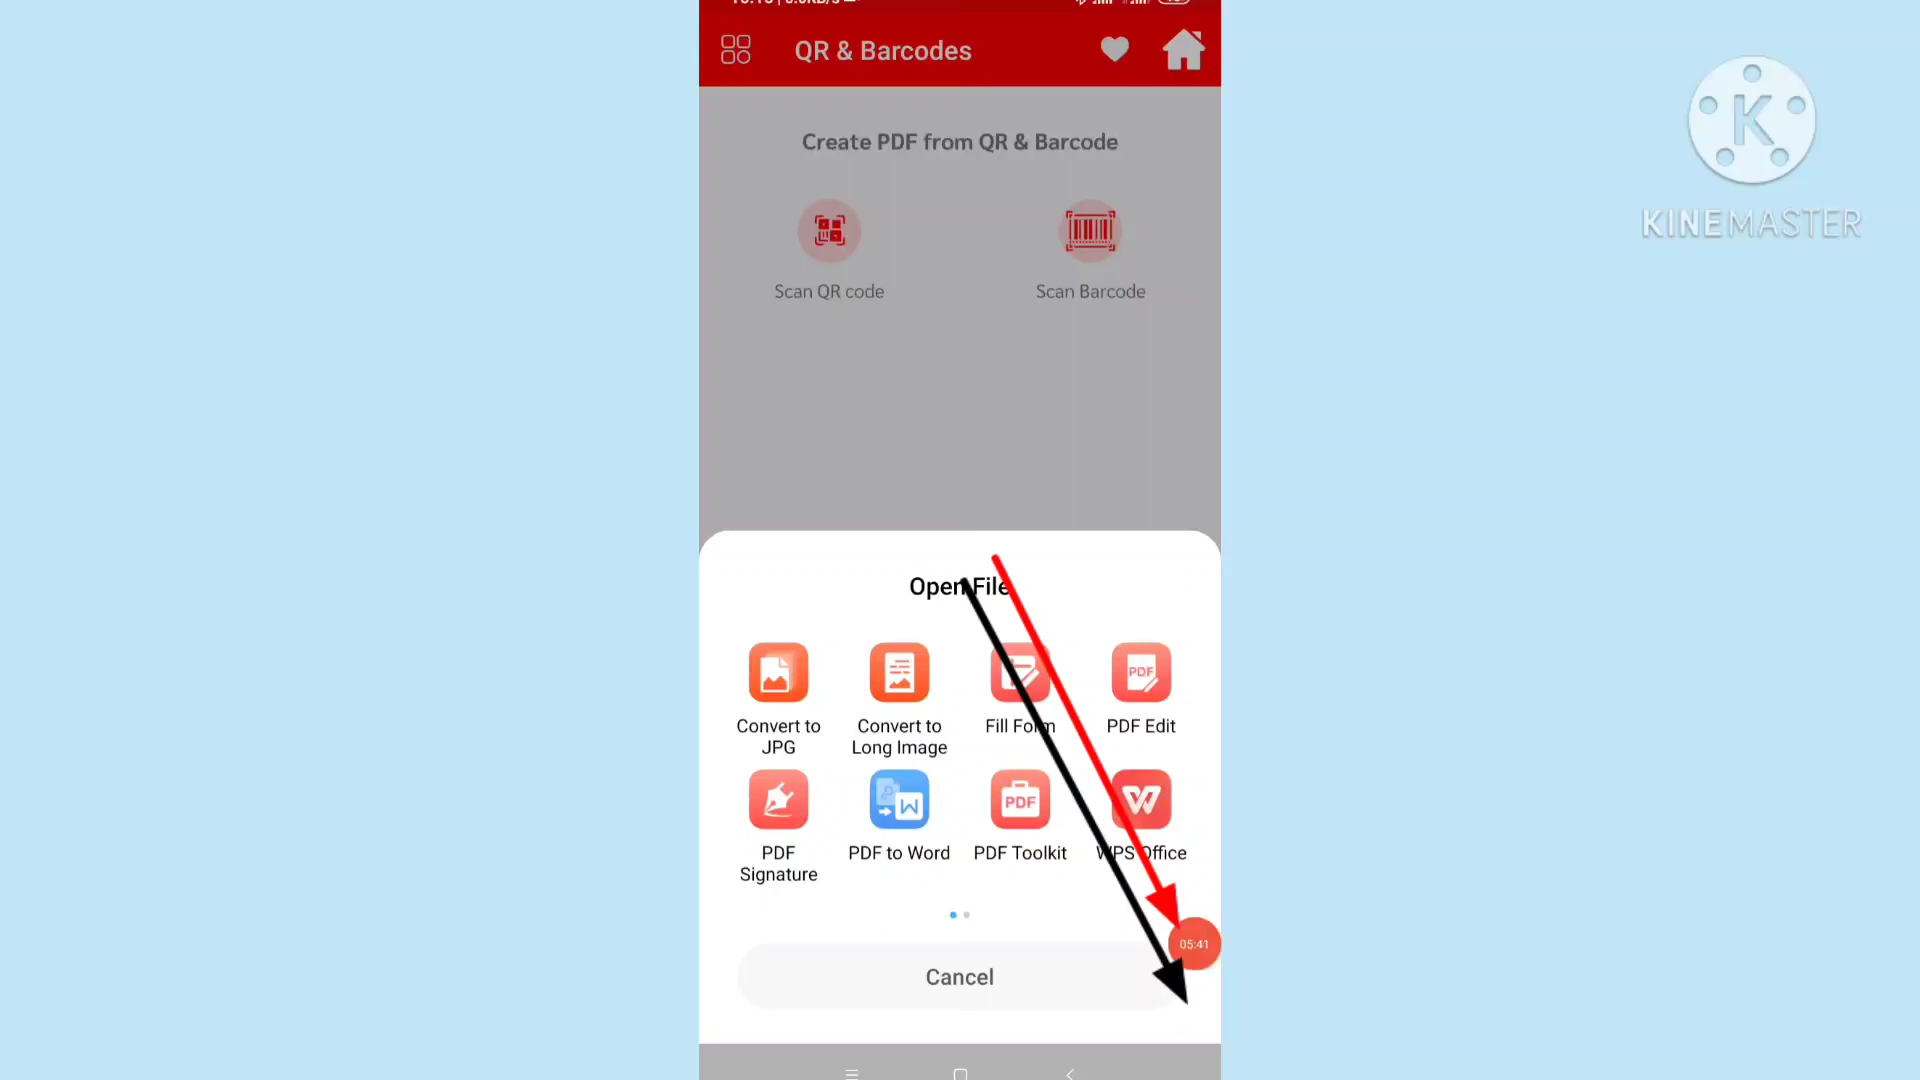 QR & Barcodes
KINEMASTER
Create PDF from QR & Barcode
Scan QR code
Scan Barcode
Open File
Convert to
JPG
Convert to
Long Image
Fill Form
PDF Edit
PDF
PDF
Signature
PDF to Word
PDF Toolkit
PDF
WPS Office
05:41
Cancel